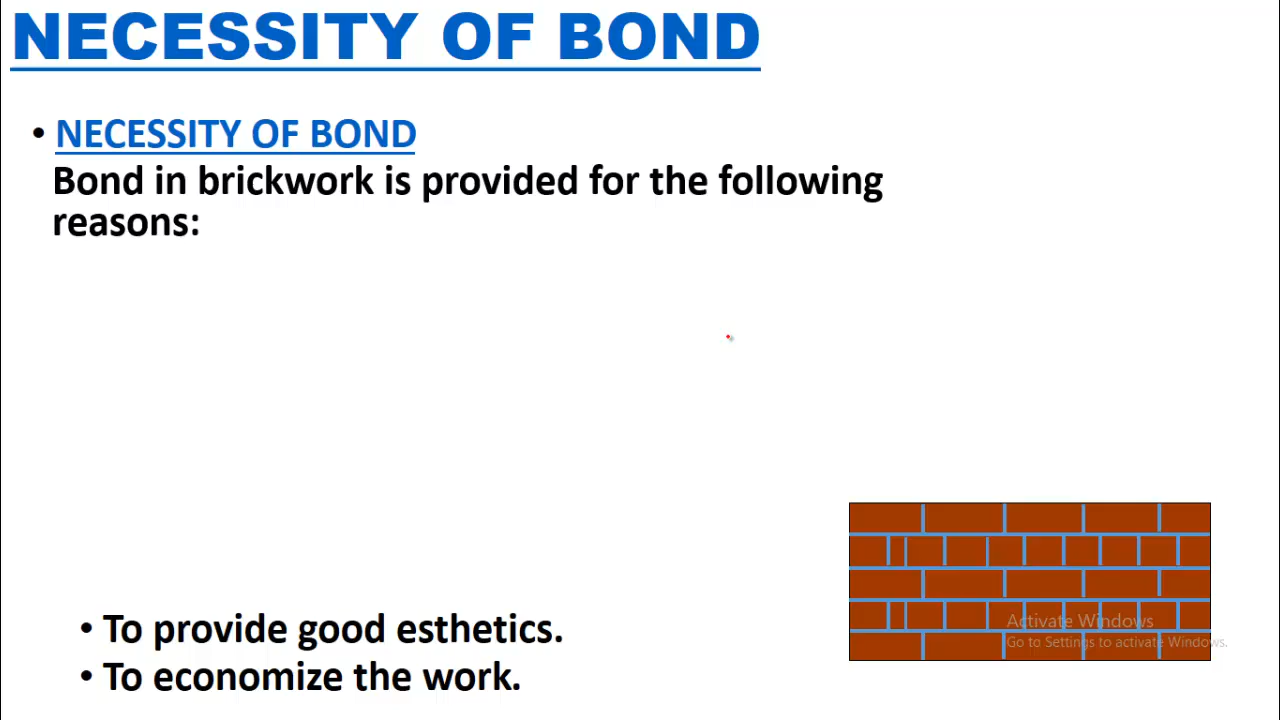 NECESSITY OF BOND
• NECESSITY OF BOND
Bond in brickwork is provided for the following
reasons:
• To provide good esthetics.
• To economize the work.
Activate Windows
Go to Settings to activate Windows.